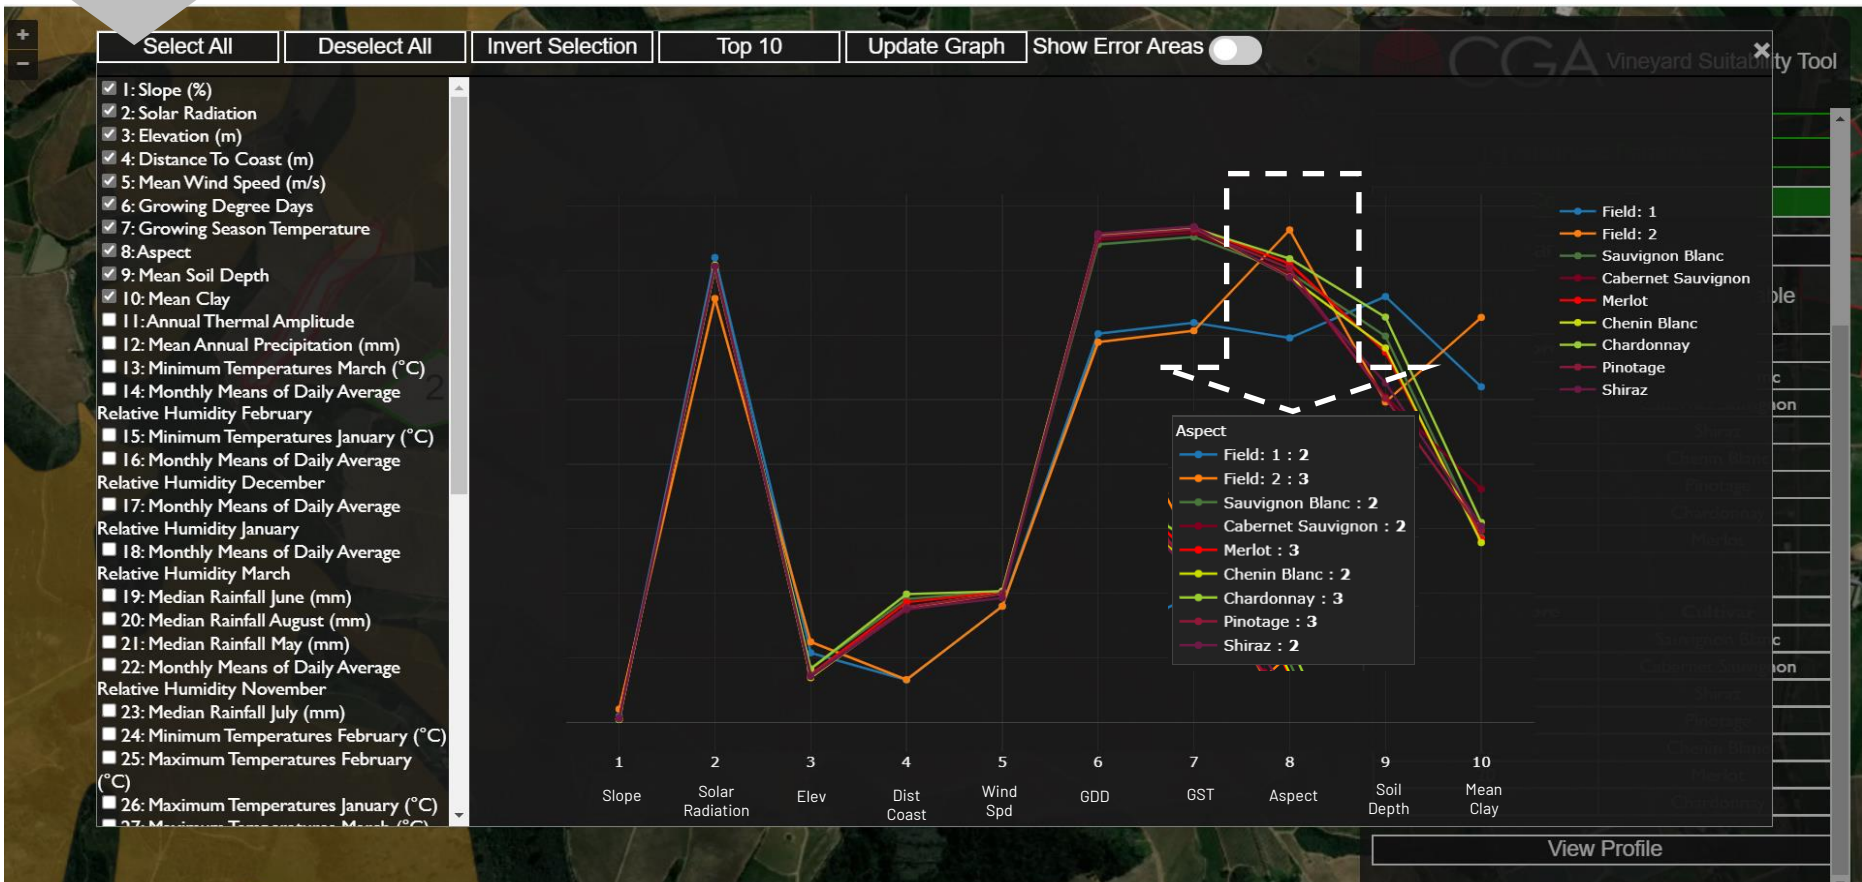 +
−
Select All
Deselect All
Invert Selection
Top 10
Update Graph
Show Error Areas
×
CGA Vineyard Suitability Tool
1: Slope (%)
2: Solar Radiation
3: Elevation (m)
4: Distance To Coast (m)
5: Mean Wind Speed (m/s)
6: Growing Degree Days
7: Growing Season Temperature
8: Aspect
9: Mean Soil Depth
10: Mean Clay
11: Annual Thermal Amplitude
12: Mean Annual Precipitation (mm)
13: Minimum Temperatures March (°C)
14: Monthly Means of Daily Average
Relative Humidity February
15: Minimum Temperatures January (°C)
16: Monthly Means of Daily Average
Relative Humidity December
17: Monthly Means of Daily Average
Relative Humidity January
18: Monthly Means of Daily Average
Relative Humidity March
19: Median Rainfall June (mm)
20: Median Rainfall August (mm)
21: Median Rainfall May (mm)
22: Monthly Means of Daily Average
Relative Humidity November
23: Median Rainfall July (mm)
24: Minimum Temperatures February (°C)
25: Maximum Temperatures February
(°C)
26: Maximum Temperatures January (°C)
27: Maximum Temperatures March (°C)
2
Field: 1
Field: 2
Sauvignon Blanc
Cabernet Sauvignon
Merlot
Chenin Blanc
Chardonnay
Pinotage
Shiraz
Aspect
Field: 1 : 2
Field: 2 : 3
Sauvignon Blanc : 2
Cabernet Sauvignon : 2
Merlot : 3
Chenin Blanc : 2
Chardonnay : 3
Pinotage : 3
Shiraz : 2
1
2
3
4
5
6
7
8
9
10
Slope
Solar
Radiation
Elev
Dist
Coast
Wind
Spd
GDD
GST
Aspect
Soil
Depth
Mean
Clay
View Profile